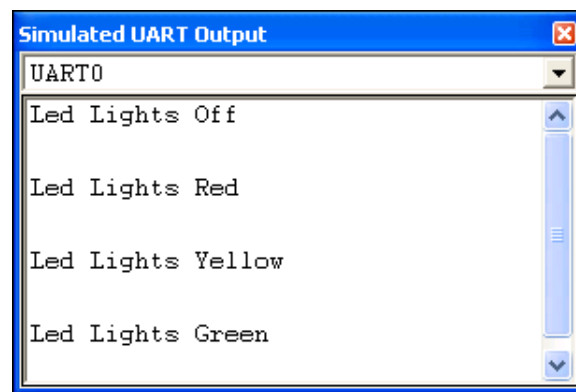 Simulated UART Output
UART0
Led Lights Off
Led Lights Red
Led Lights Yellow
Led Lights Green